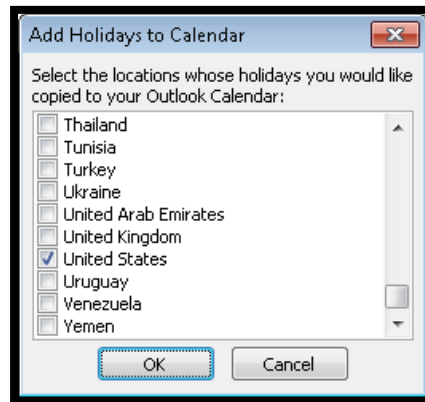 Add Holidays to Calendar
Select the locations whose holidays you would like
copied to your Outlook Calendar:
Thailand
Tunisia
Turkey
Ukraine
United Arab Emirates
United Kingdom
United States
Uruguay
Venezuela
Yemen
OK Cancel